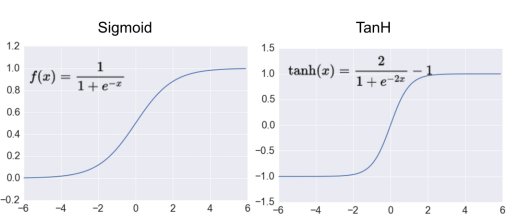 Sigmoid
1.2
1.0
0.8
0.6
0.4
0.2
0.0
−0.2
f(x) = 1 / (1 + e^{−x})
−6 −4 −2 0 2 4 6
TanH
1.5
1.0
0.5
0.0
−0.5
−1.0
−1.5
tanh(x) = 2 / (1 + e^{−2x}) − 1
−6 −4 −2 0 2 4 6